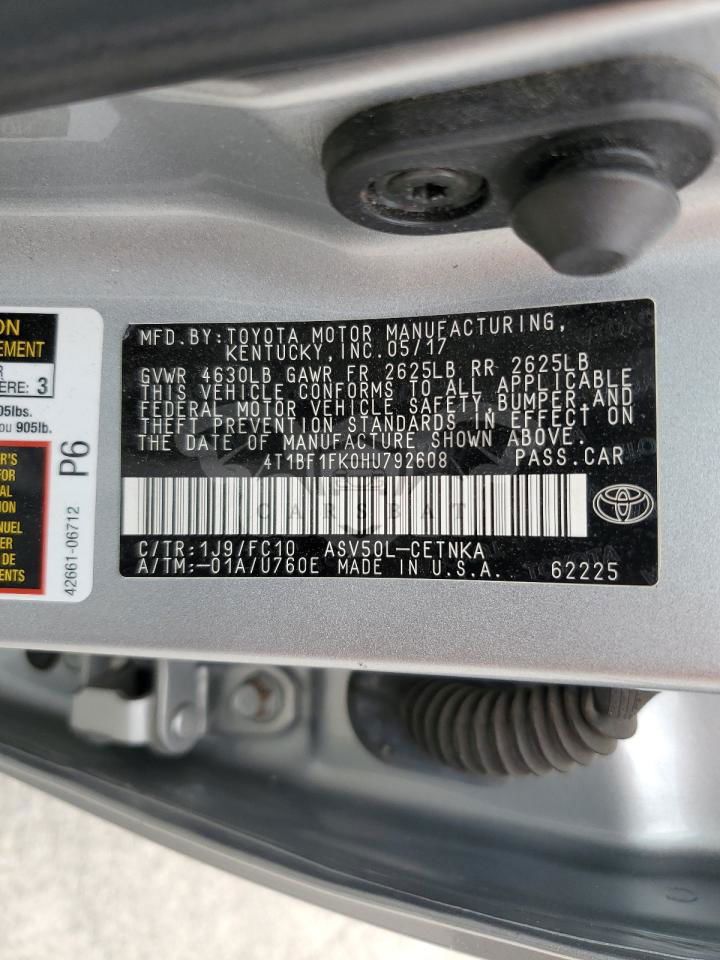 MFD.BY:TOYOTA MOTOR MANUFACTURING,
KENTUCKY, INC.05/17
GVWR 4630LB GAWR FR 2625LB RR 2625LB
THIS VEHICLE CONFORMS TO ALL APPLICABLE
FEDERAL MOTOR VEHICLE SAFETY, BUMPER, AND
THEFT PREVENTION STANDARDS IN EFFECT ON
THE DATE OF MANUFACTURE SHOWN ABOVE.
4T1BF1FK0HU792608 PASS.CAR
C/TR:1J9/FC10 ASV50L-CETNKA
A/TM:-01A/U760E MADE IN U.S.A. 62225
3
905lb.
P6
42661-06712
CARSBAT
TOYOTA